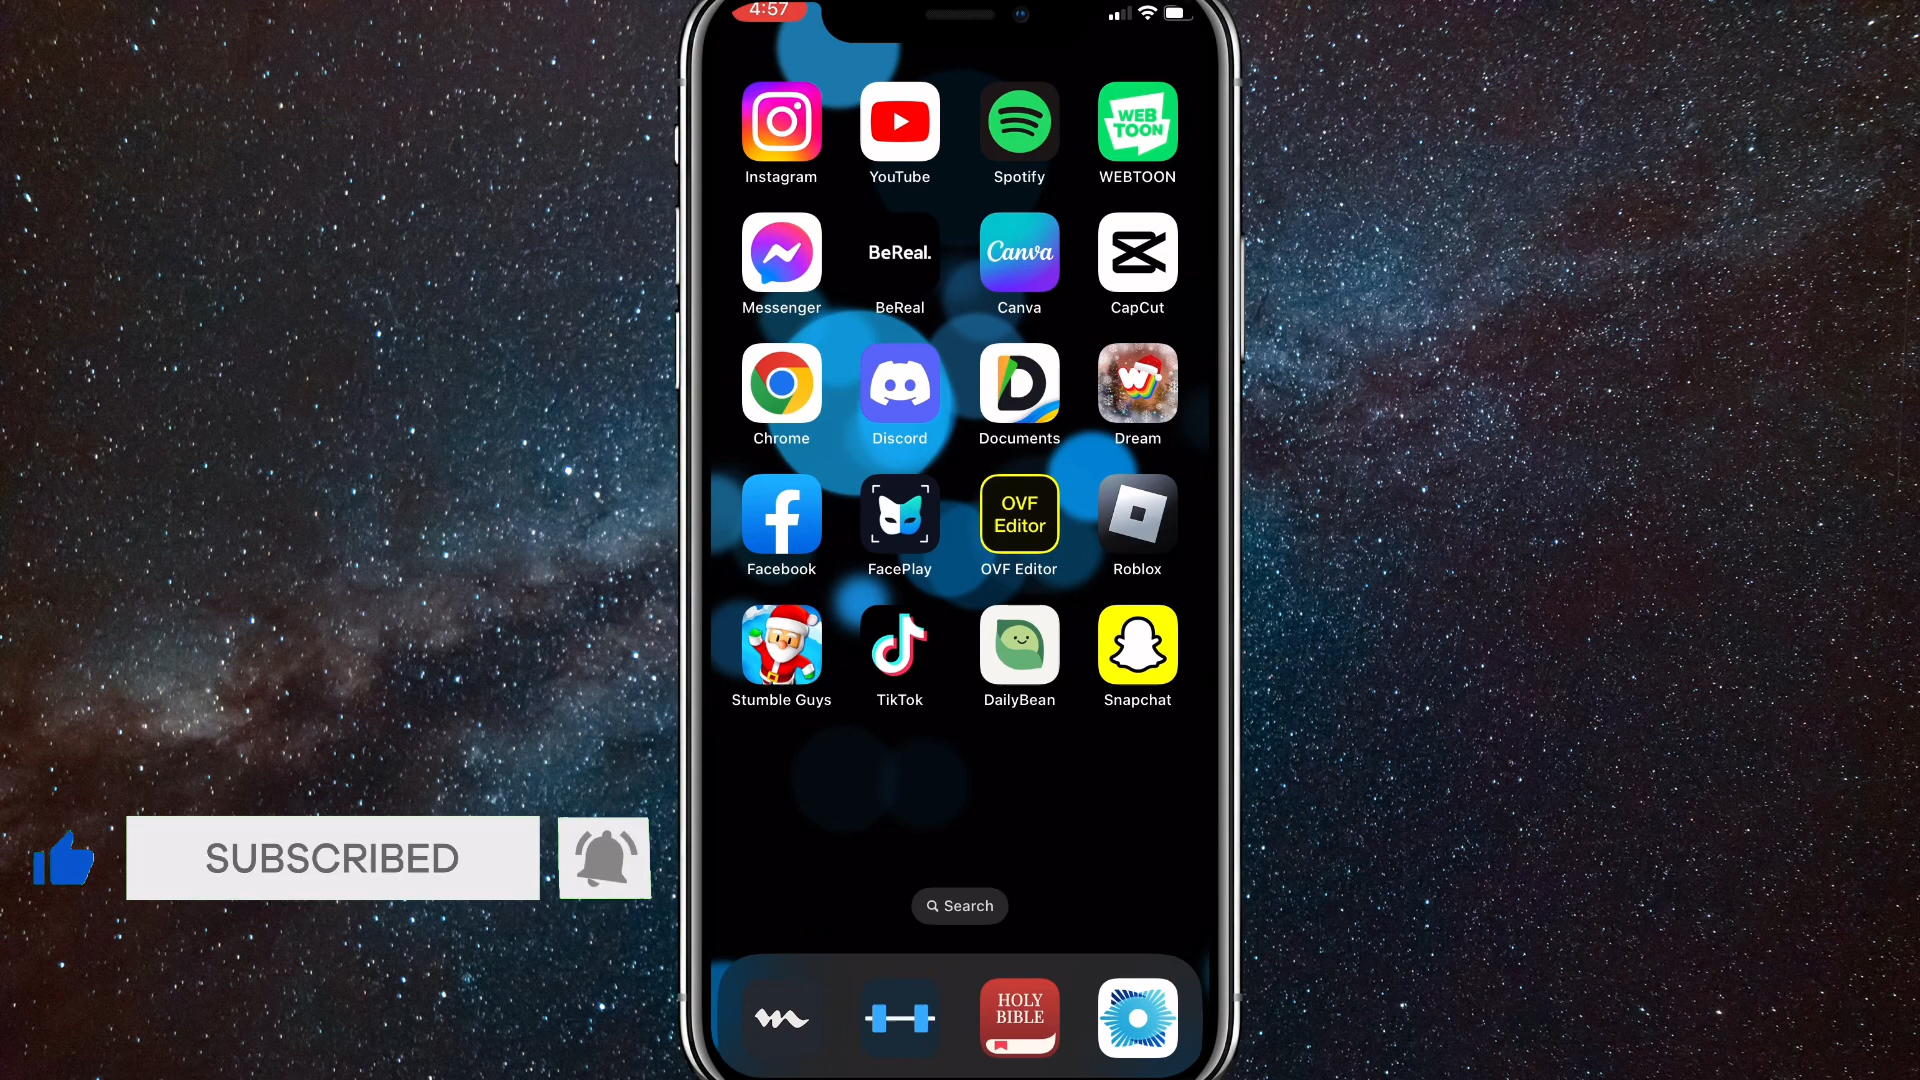 4:57
WEB
TOON
Instagram YouTube Spotify WEBTOON
BeReal. Canva
Messenger BeReal Canva CapCut
W
Chrome Discord Documents Dream
OVF
Editor
Facebook FacePlay OVF Editor Roblox
Stumble Guys TikTok DailyBean Snapchat
SUBSCRIBED
Search
HOLY
BIBLE